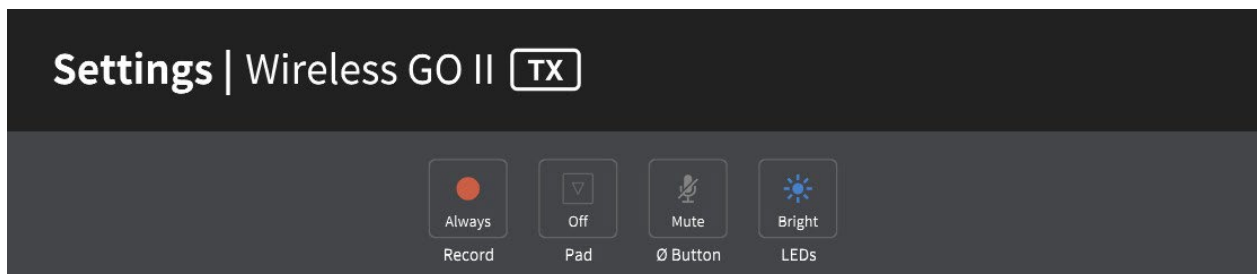 Settings | Wireless GO II TX
Always Off Mute Bright
Record Pad Ø Button LEDs